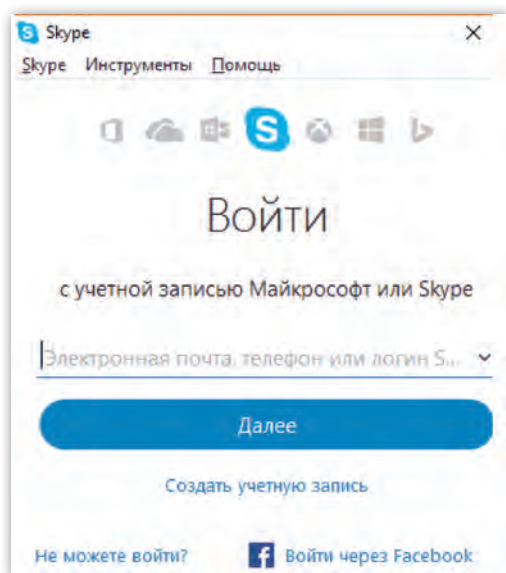 Skype
Skype Инструменты Помощь
Войти
с учетной записью Майкрософт или Skype
Электронная почта, телефон или логин S...
Далее
Создать учетную запись
Не можете войти? Войти через Facebook